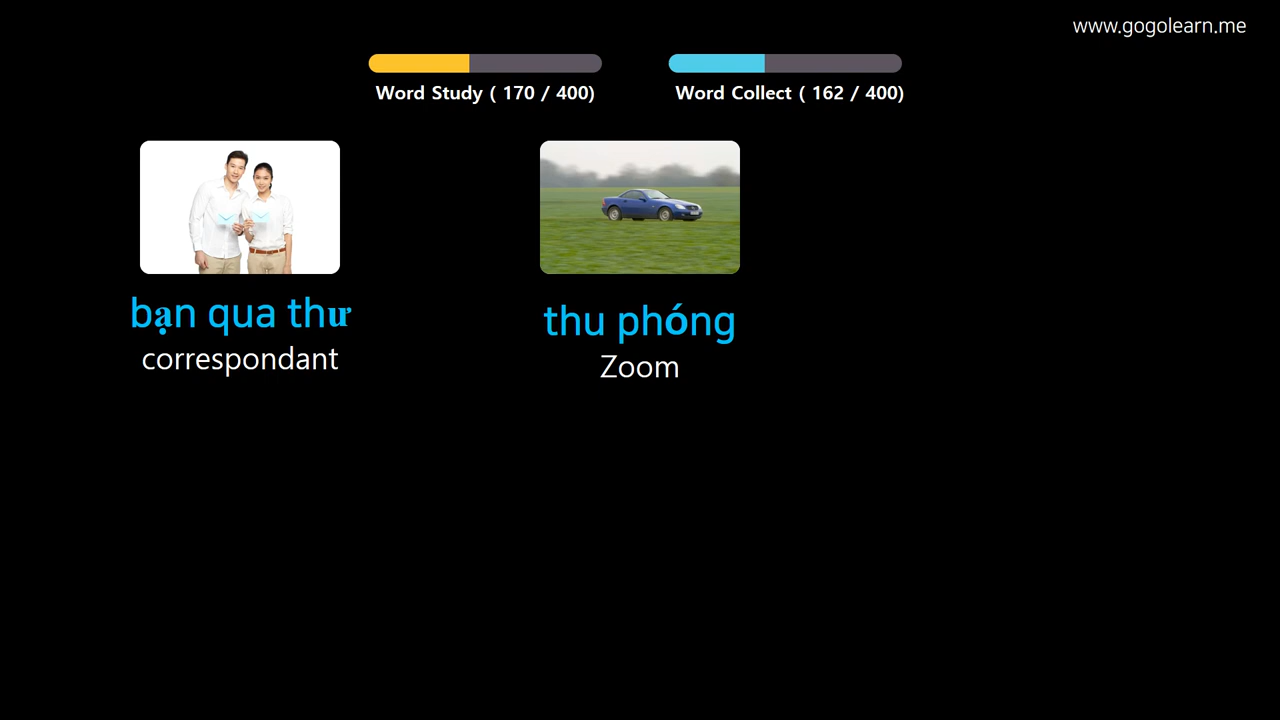 www.gogolearn.me
Word Study ( 170 / 400)
Word Collect ( 162 / 400)
bạn qua thư
correspondant
thu phóng
Zoom